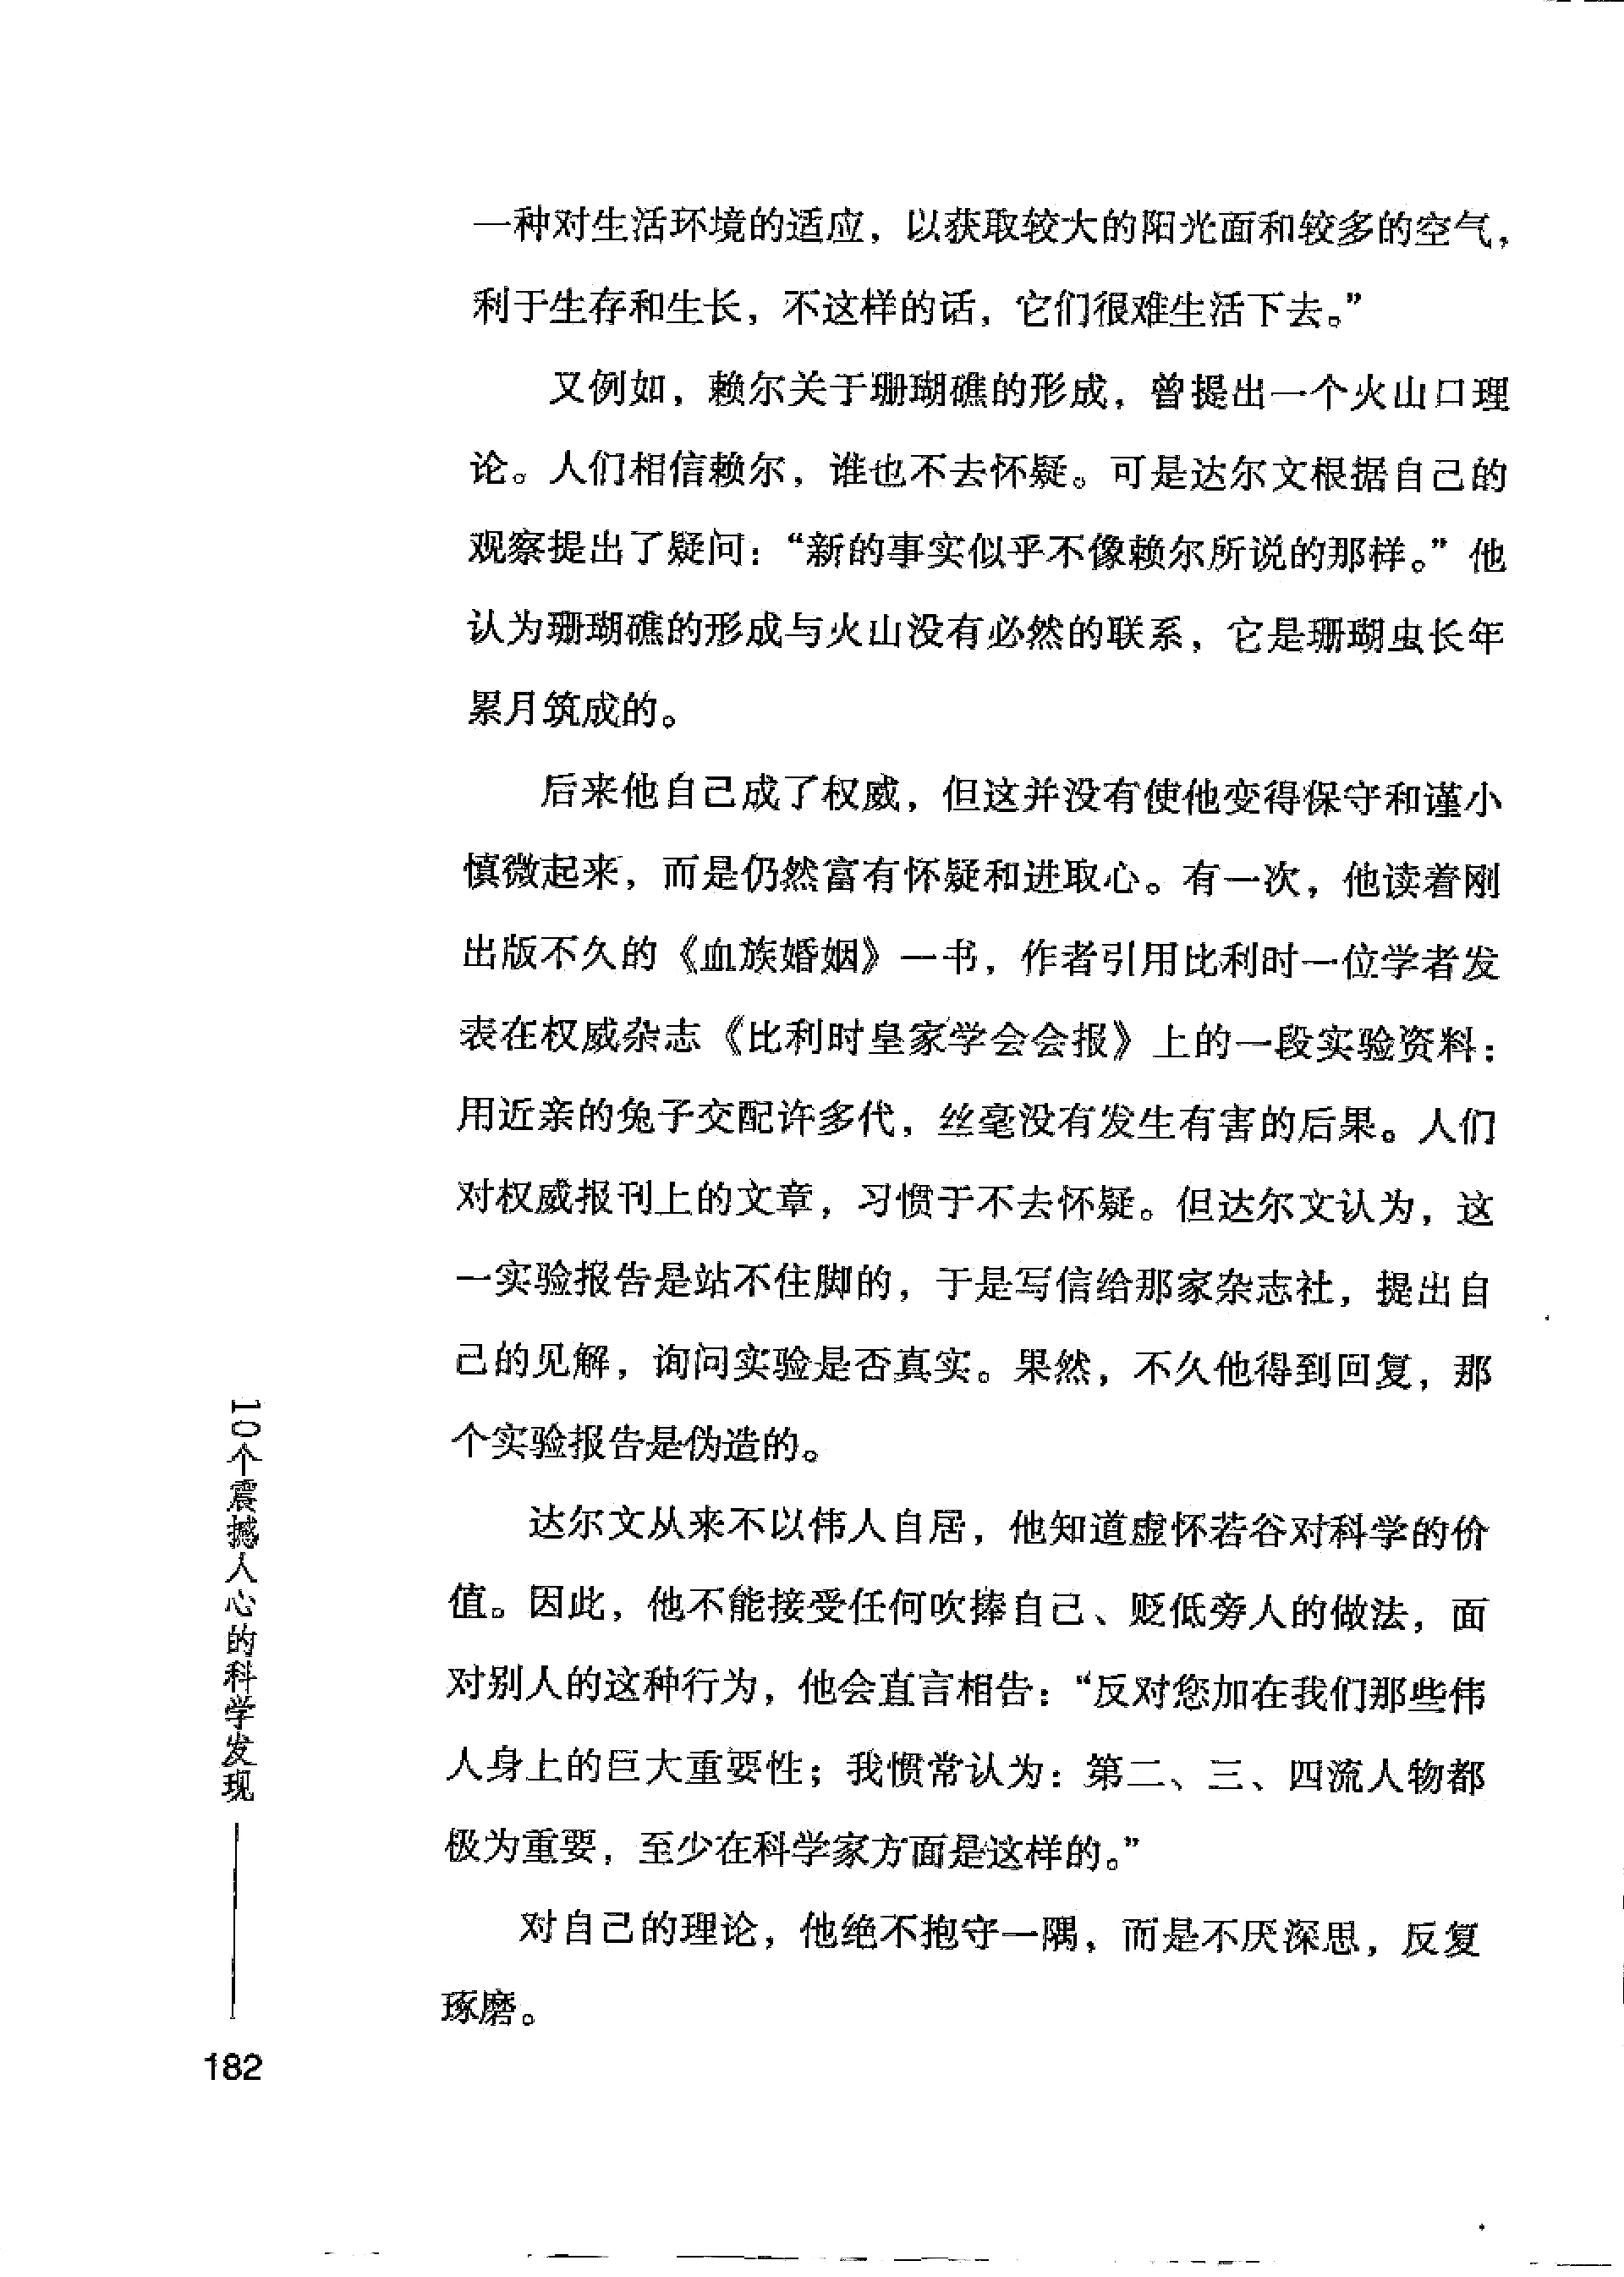 一种对生活环境的适应，以获取较大的阳光面和较多的空气，
利于生存和生长，不这样的话，它们很难生活下去。”
又例如，赖尔关于珊瑚礁的形成，曾提出一个火山口理
论。人们相信赖尔，谁也不去怀疑。可是达尔文根据自己的
观察提出了疑问：“新的事实似乎不像赖尔所说的那样。”他
认为珊瑚礁的形成与火山没有必然的联系，它是珊瑚虫长年
累月筑成的。
后来他自己成了权威，但这并没有使他变得保守和谨小
慎微起来，而是仍然富有怀疑和进取心。有一次，他读着刚
出版不久的《血族婚姻》一书，作者引用比利时一位学者发
表在权威杂志《比利时皇家学会会报》上的一段实验资料：
用近亲的兔子交配许多代，丝毫没有发生有害的后果。人们
对权威报刊上的文章，习惯于不去怀疑。但达尔文认为，这
一实验报告是站不住脚的，于是写信给那家杂志社，提出自
己的见解，询问实验是否真实。果然，不久他得到回复，那
个实验报告是伪造的。
达尔文从来不以伟人自居，他知道虚怀若谷对科学的价
值。因此，他不能接受任何吹捧自己、贬低旁人的做法，面
对别人的这种行为，他会直言相告：“反对您加在我们那些伟
人身上的巨大重要性；我惯常认为：第二、三、四流人物都
极为重要，至少在科学家方面是这样的。”
对自己的理论，他绝不抱守一隅，而是不厌深思，反复
琢磨。
10个震撼人心的科学发现
182